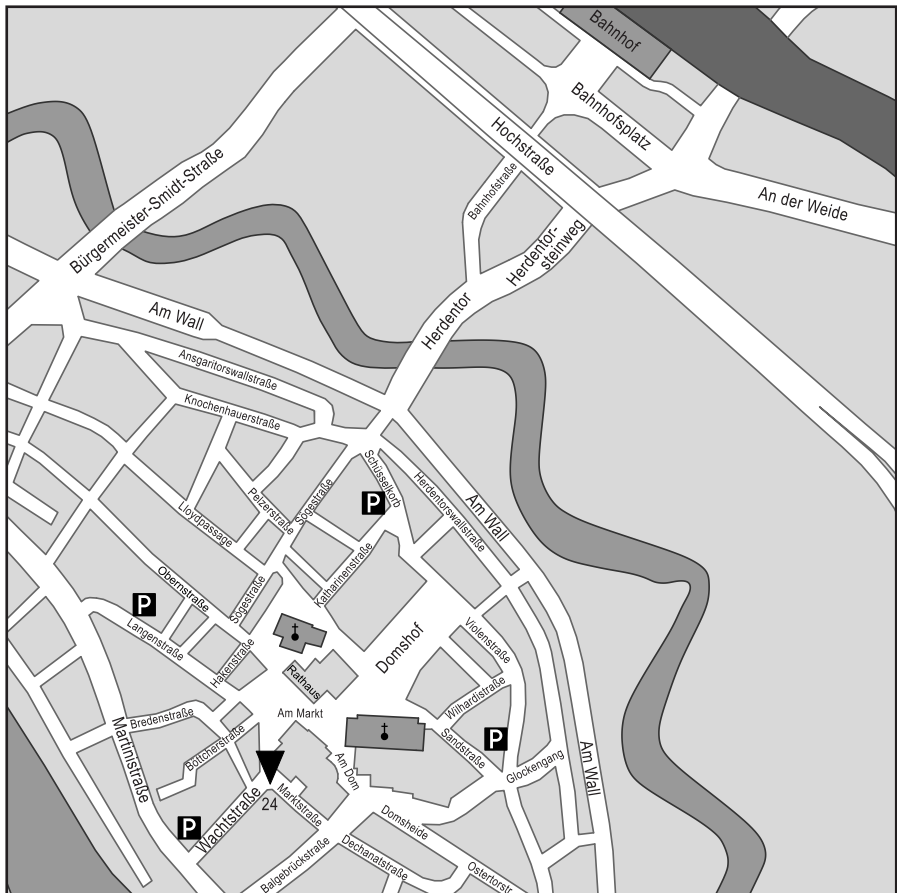 Bahnhof
Bahnhofsplatz
Hochstraße
Bahnhofstraße
An der Weide
Bürgermeister-Smidt-Straße
Herdentor-
steinweg
Herdentor
Am Wall
Ansgaritorswallstraße
Knochenhauerstraße
Schüsselkorb
Herdentorswallstraße
Am Wall
Pelzerstraße
Sögestraße
P
Lloydpassage
Katharinenstraße
Obernstraße
Sögestraße
P
Langenstraße
Hakenstraße
Domshof
Violenstraße
Rathaus
Wilhardistraße
Am Markt
Bredenstraße
Sandstraße
P
Böttcherstraße
Martinistraße
Am Dom
Glockengang
Am Wall
24
Marktstraße
Wachtstraße
P
Domsheide
Dechanatstraße
Balgebrückstraße
Ostertorstr